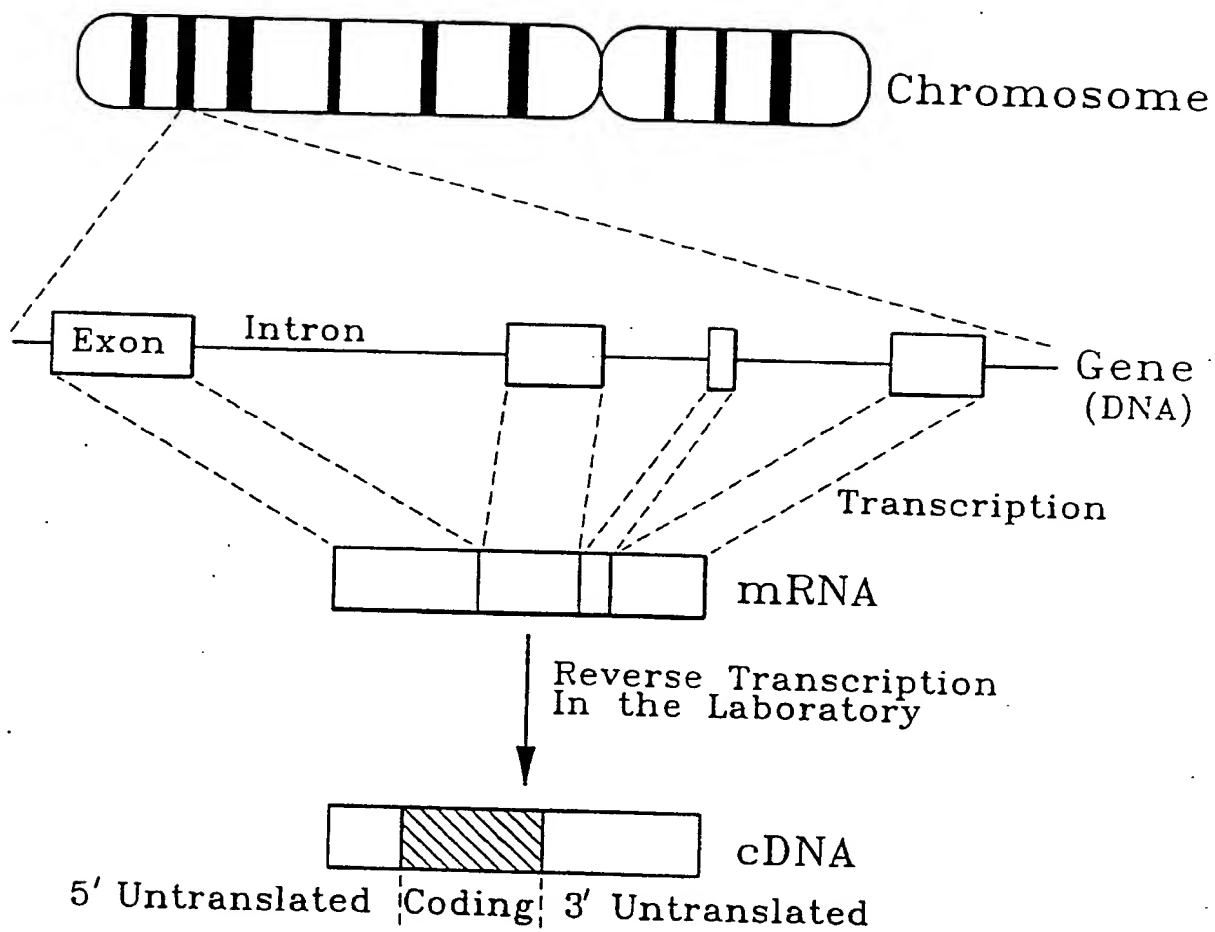 Chromosome
Exon
Intron
Gene
(DNA)
Transcription
mRNA
Reverse Transcription
In the Laboratory
cDNA
5′ Untranslated
Coding
3′ Untranslated